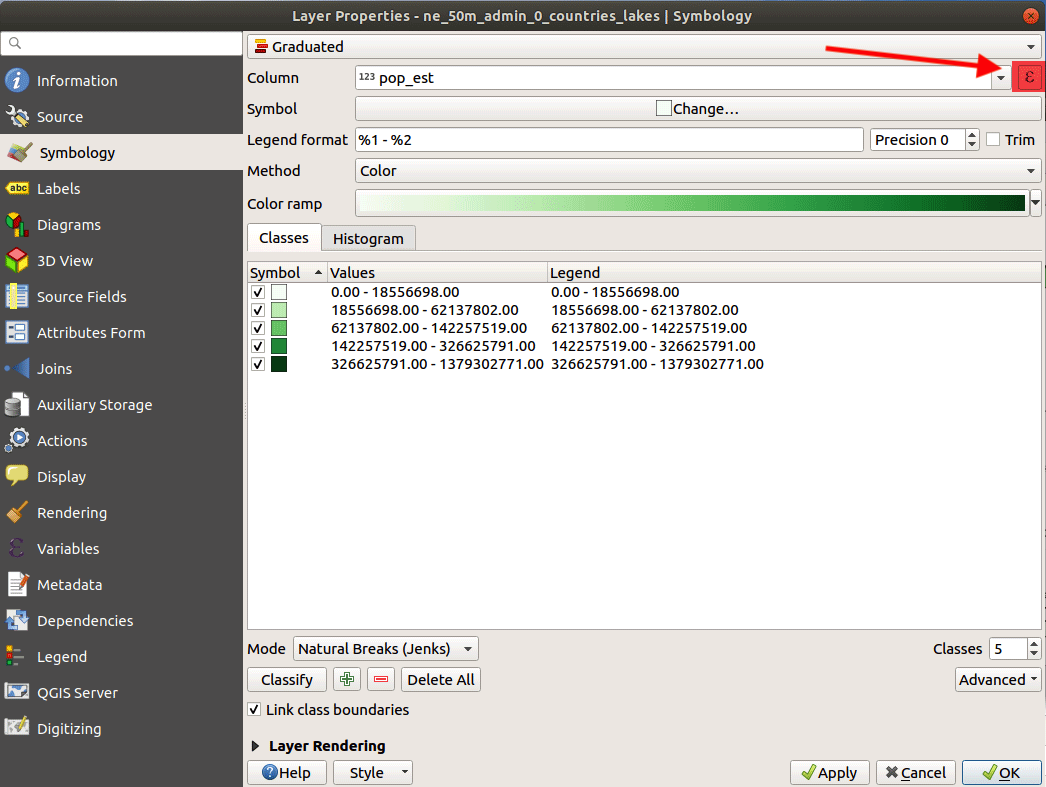 Layer Properties - ne_50m_admin_0_countries_lakes | Symbology
Information
Source
Symbology
abc Labels
Diagrams
3D View
Source Fields
Attributes Form
Joins
Auxiliary Storage
Actions
Display
Rendering
ε Variables
Metadata
Dependencies
Legend
QGIS Server
Digitizing
Graduated
Column 123 pop_est ε
Symbol Change...
Legend format %1 - %2 Precision 0 Trim
Method Color
Color ramp
Classes Histogram
Symbol Values Legend
0.00 - 18556698.00 0.00 - 18556698.00
18556698.00 - 62137802.00 18556698.00 - 62137802.00
62137802.00 - 142257519.00 62137802.00 - 142257519.00
142257519.00 - 326625791.00 142257519.00 - 326625791.00
326625791.00 - 1379302771.00 326625791.00 - 1379302771.00
Mode Natural Breaks (Jenks) Classes 5
Classify Delete All Advanced
Link class boundaries
Layer Rendering
Help Style Apply Cancel OK